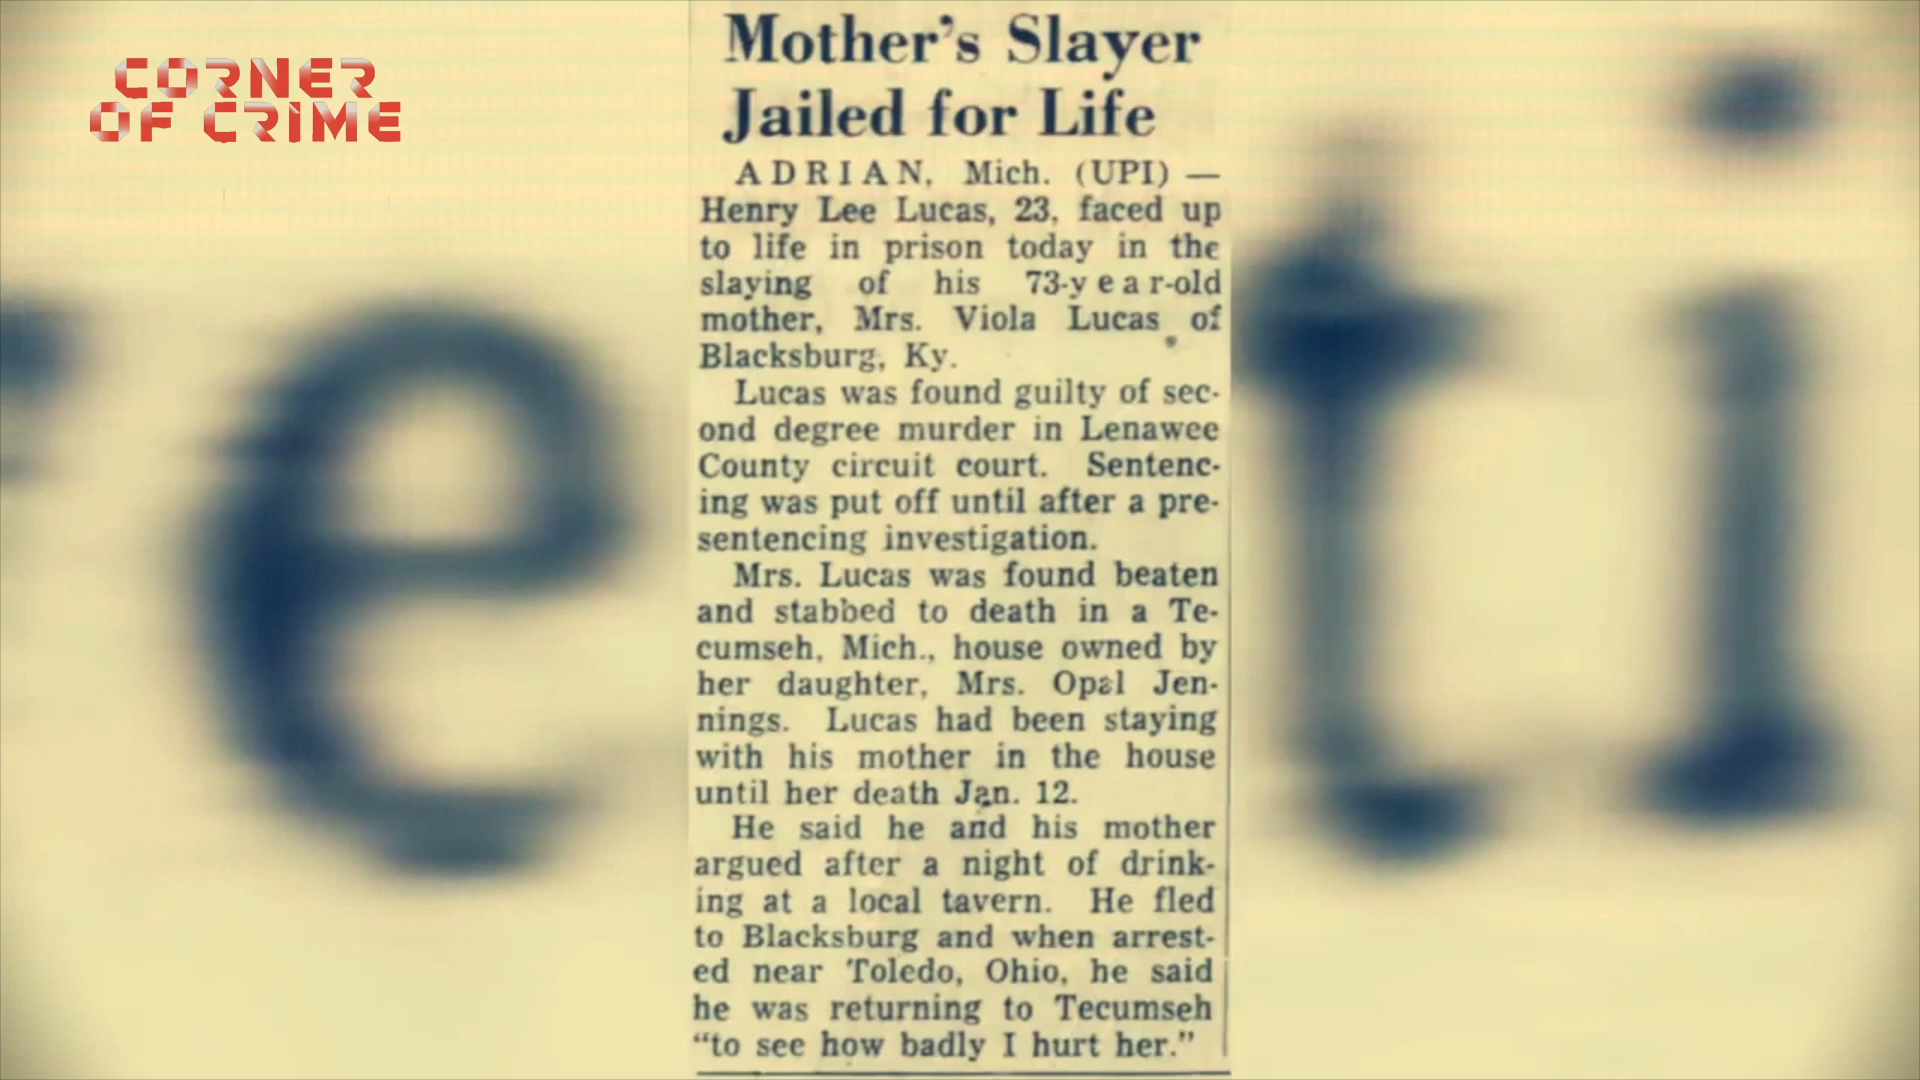 CORNER
OF CRIME
Mother's Slayer
Jailed for Life
ADRIAN, Mich. (UPI) —
Henry Lee Lucas, 23, faced up
to life in prison today in the
slaying of his 73-year-old
mother, Mrs. Viola Lucas of
Blacksburg, Ky.
Lucas was found guilty of sec-
ond degree murder in Lenawee
County circuit court. Sentenc-
ing was put off until after a pre-
sentencing investigation.
Mrs. Lucas was found beaten
and stabbed to death in a Te-
cumseh, Mich., house owned by
her daughter, Mrs. Opal Jen-
nings. Lucas had been staying
with his mother in the house
until her death Jan. 12.
He said he and his mother
argued after a night of drink-
ing at a local tavern. He fled
to Blacksburg and when arrest-
ed near Toledo, Ohio, he said
he was returning to Tecumseh
“to see how badly I hurt her.”
e ti